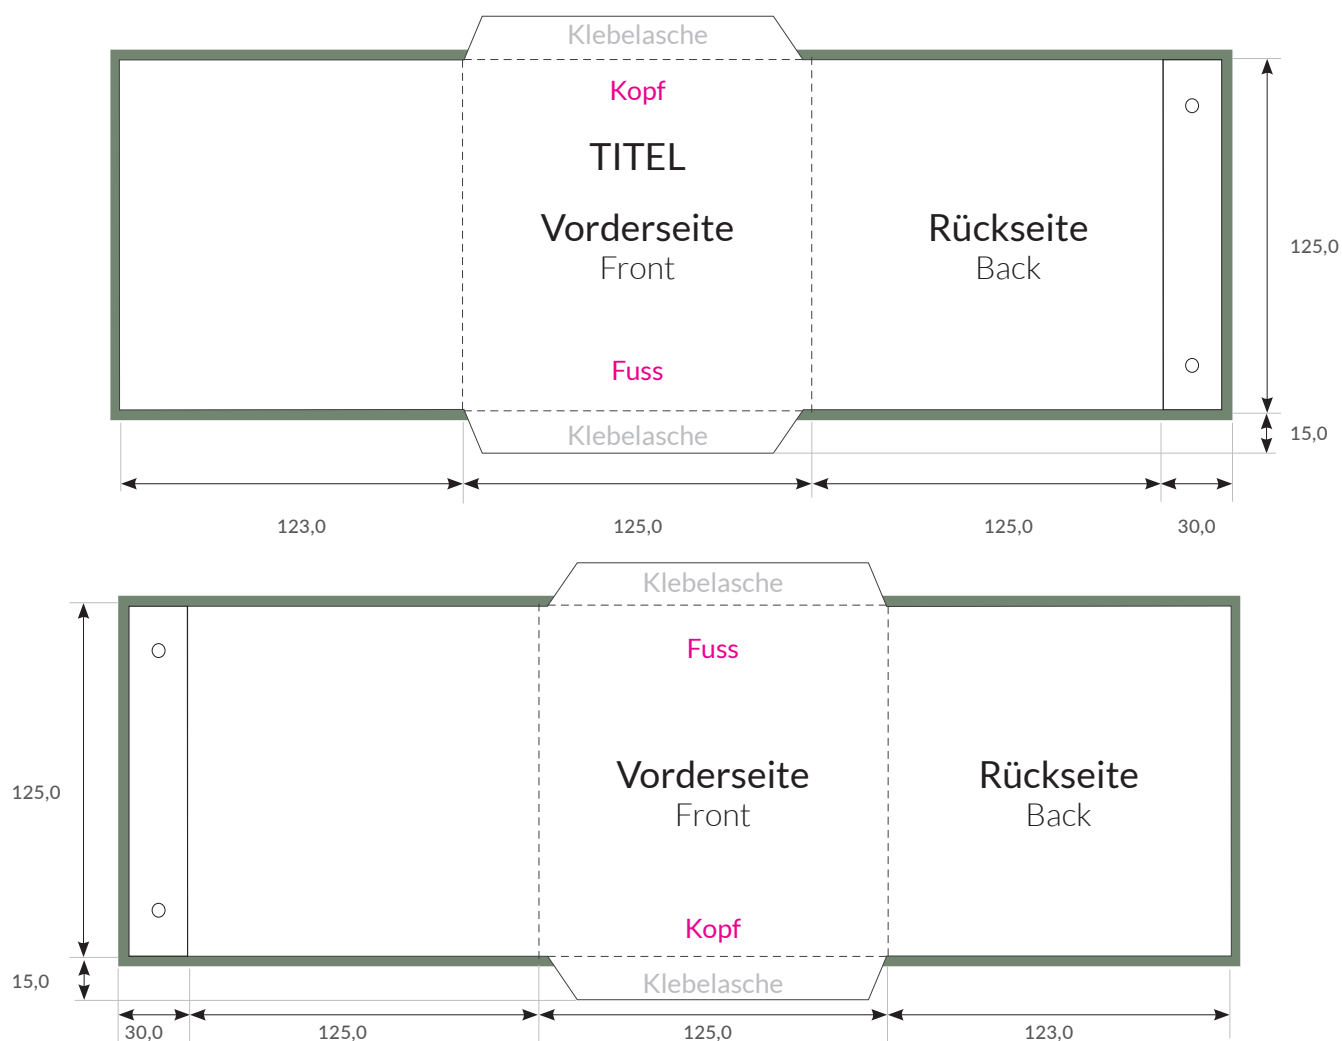 Klebelasche
Kopf
TITEL
Vorderseite
Front
Rückseite
Back
125,0
Fuss
Klebelasche
15,0
123,0
125,0
125,0
30,0
Klebelasche
Fuss
Vorderseite
Front
Rückseite
Back
125,0
Kopf
Klebelasche
15,0
30,0
125,0
125,0
123,0